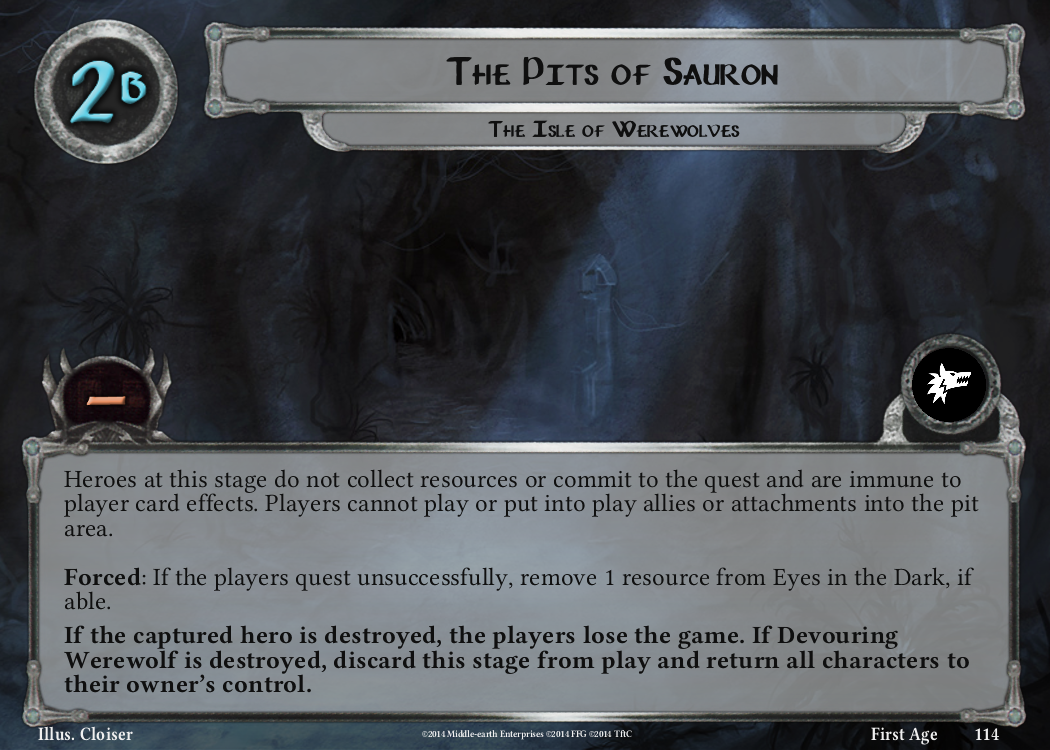 2B
The Pits of Sauron
The Isle of Werewolves
-
Heroes at this stage do not collect resources or commit to the quest and are immune to
player card effects. Players cannot play or put into play allies or attachments into the pit
area.
Forced: If the players quest unsuccessfully, remove 1 resource from Eyes in the Dark, if
able.
If the captured hero is destroyed, the players lose the game. If Devouring
Werewolf is destroyed, discard this stage from play and return all characters to
their owner’s control.
Illus. Cloiser ©2014 Middle-earth Enterprises ©2014 FFG ©2014 TftC First Age 114